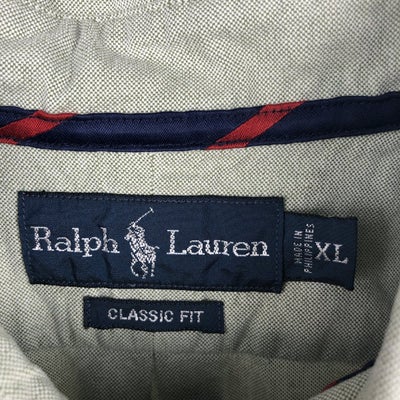 Ralph Lauren
MADE IN
PHILIPPINES
XL
CLASSIC FIT